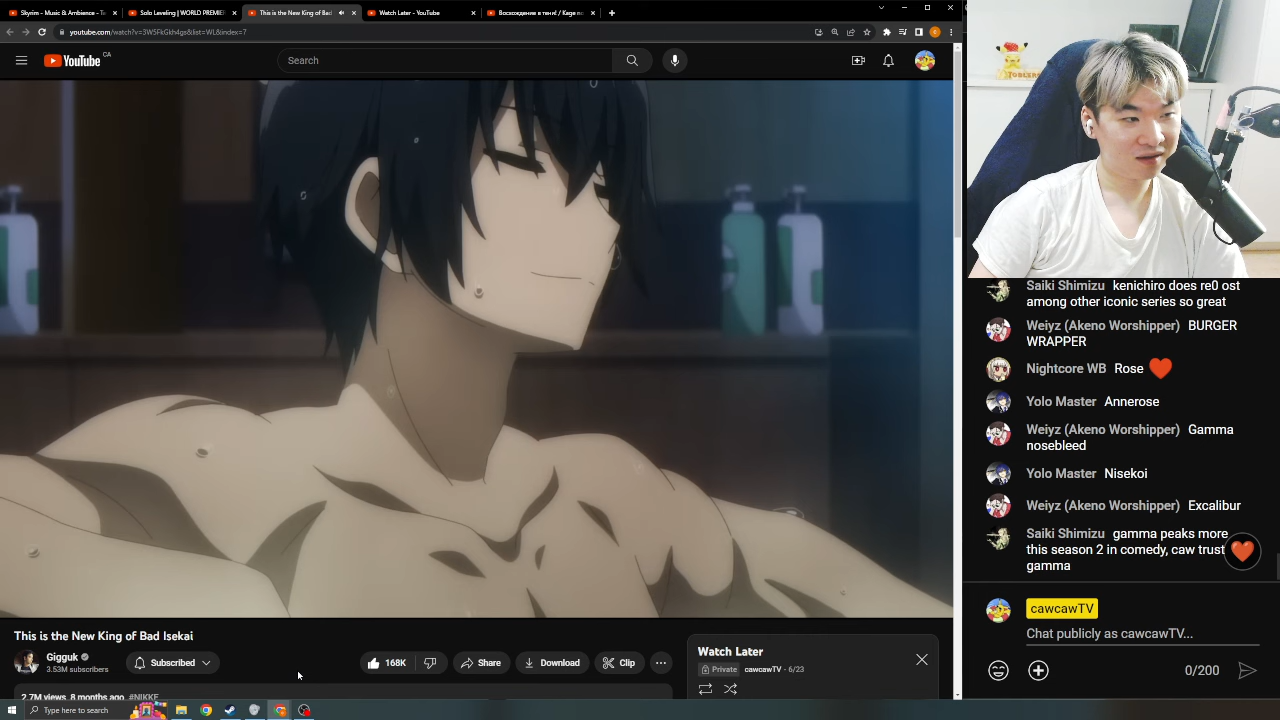 Skyrim - Music & Ambience - Te
Solo Leveling | WORLD PREMIE
This is the New King of Bad
Watch Later - YouTube
Восхождение в тени! / Kage no
youtube.com/watch?v=3W5FkGkh4gs&list=WL&index=7
YouTube CA
Search
TOBLER
This is the New King of Bad Isekai
Gigguk
3.53M subscribers
Subscribed
168K
Share
Download
Clip
2.7M views 8 months ago #NIKKE
Watch Later
Private cawcawTV - 6/23
Saiki Shimizu kenichiro does re0 ost
among other iconic series so great
Weiyz (Akeno Worshipper) BURGER
WRAPPER
Nightcore WB Rose
Yolo Master Annerose
Weiyz (Akeno Worshipper) Gamma
nosebleed
Yolo Master Nisekoi
Weiyz (Akeno Worshipper) Excalibur
Saiki Shimizu gamma peaks more
this season 2 in comedy, caw trust
gamma
cawcawTV
Chat publicly as cawcawTV...
0/200
Type here to search